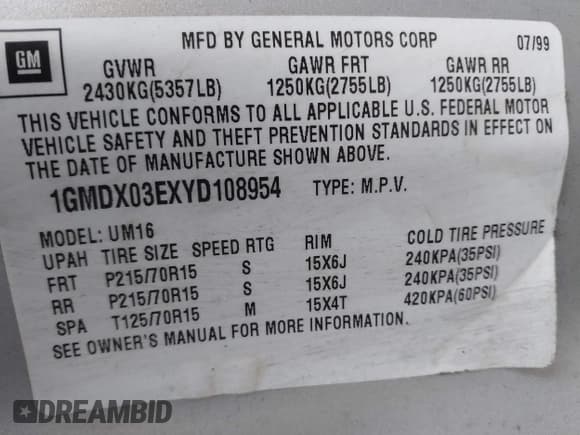 GM
MFD BY GENERAL MOTORS CORP 07/99
GVWR GAWR FRT GAWR RR
2430KG(5357LB) 1250KG(2755LB) 1250KG(2755LB)
THIS VEHICLE CONFORMS TO ALL APPLICABLE U.S. FEDERAL MOTOR
VEHICLE SAFETY AND THEFT PREVENTION STANDARDS IN EFFECT ON
THE DATE OF MANUFACTURE SHOWN ABOVE.
1GMDX03EXYD108954 TYPE: M.P.V.
MODEL: UM16
UPAH TIRE SIZE SPEED RTG RIM COLD TIRE PRESSURE
FRT P215/70R15 S 15X6J 240KPA(35PSI)
RR P215/70R15 S 15X6J 240KPA(35PSI)
SPA T125/70R15 M 15X4T 420KPA(60PSI)
SEE OWNER'S MANUAL FOR MORE INFORMATION.
DREAMBID